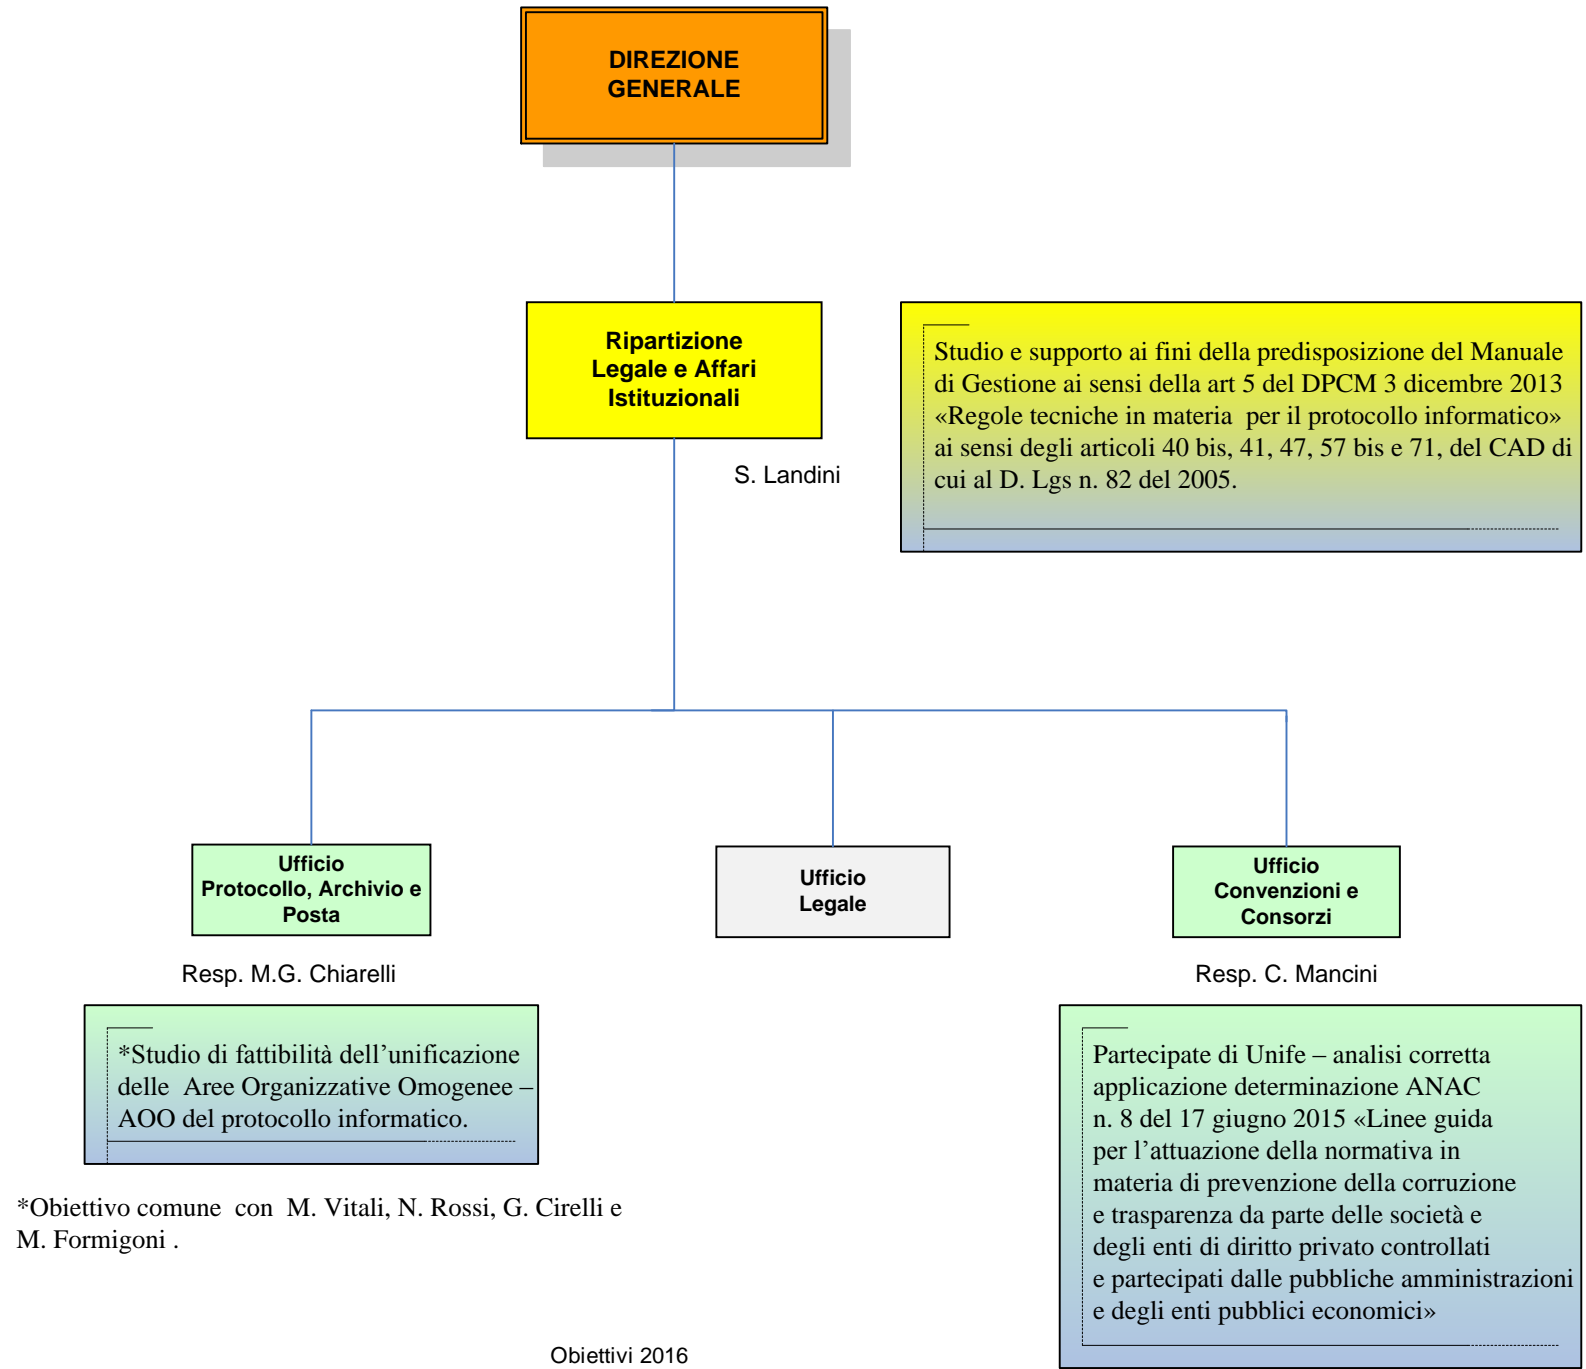 DIREZIONE
GENERALE
Ripartizione
Legale e Affari
Istituzionali
S. Landini
Studio e supporto ai fini della predisposizione del Manuale
di Gestione ai sensi della art 5 del DPCM 3 dicembre 2013
«Regole tecniche in materia  per il protocollo informatico»
ai sensi degli articoli 40 bis, 41, 47, 57 bis e 71, del CAD di
cui al D. Lgs n. 82 del 2005.
Ufficio
Protocollo, Archivio e
Posta
Resp. M.G. Chiarelli
*Studio di fattibilità dell’unificazione
delle  Aree Organizzative Omogenee –
AOO del protocollo informatico.
*Obiettivo comune  con  M. Vitali, N. Rossi, G. Cirelli e
M. Formigoni .
Ufficio
Legale
Ufficio
Convenzioni e
Consorzi
Resp. C. Mancini
Partecipate di Unife – analisi corretta
applicazione determinazione ANAC
n. 8 del 17 giugno 2015 «Linee guida
per l’attuazione della normativa in
materia di prevenzione della corruzione
e trasparenza da parte delle società e
degli enti di diritto privato controllati
e partecipati dalle pubbliche amministrazioni
e degli enti pubblici economici»
Obiettivi 2016